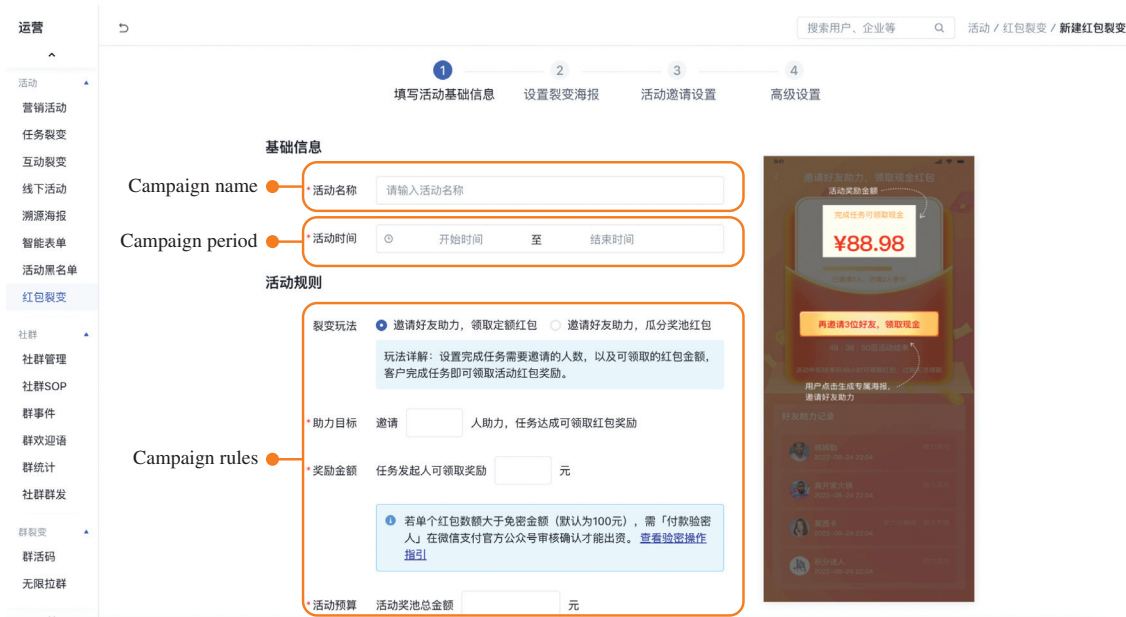 运营
搜索用户、企业等
活动 / 红包裂变 / 新建红包裂变
活动
营销活动
任务裂变
互动裂变
线下活动
溯源海报
智能表单
活动黑名单
红包裂变
社群
社群管理
社群SOP
群事件
群欢迎语
群统计
社群群发
群裂变
群活码
无限拉群
1
2
3
4
填写活动基础信息
设置裂变海报
活动邀请设置
高级设置
基础信息
Campaign name
*活动名称
请输入活动名称
Campaign period
*活动时间
开始时间 至 结束时间
活动规则
Campaign rules
裂变玩法
邀请好友助力，领取定额红包
邀请好友助力，瓜分奖池红包
玩法详解：设置完成任务需要邀请的人数，以及可领取的红包金额，
客户完成任务即可领取活动红包奖励。
*助力目标 邀请 人助力，任务达成可领取红包奖励
*奖励金额 任务发起人可领取奖励 元
若单个红包数额大于免密金额（默认为100元），需「付款验密
人」在微信支付官方公众号审核确认才能出资。 查看验密操作
指引
*活动预算 活动奖池总金额 元
邀请好友助力，领取现金红包
活动奖励金额
完成任务可领取现金
¥88.98
再邀请3位好友，领取现金
用户点击生成专属海报，
邀请好友助力
好友助力记录